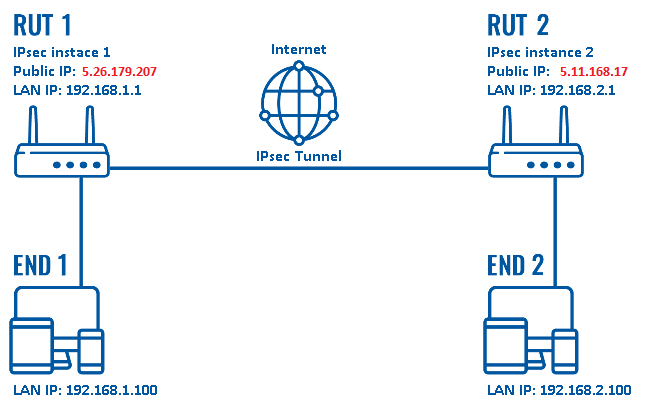 RUT 1
IPsec instace 1
Public IP: 5.26.179.207
LAN IP: 192.168.1.1
Internet
IPsec Tunnel
RUT 2
IPsec instance 2
Public IP: 5.11.168.17
LAN IP: 192.168.2.1
END 1
LAN IP: 192.168.1.100
END 2
LAN IP: 192.168.2.100